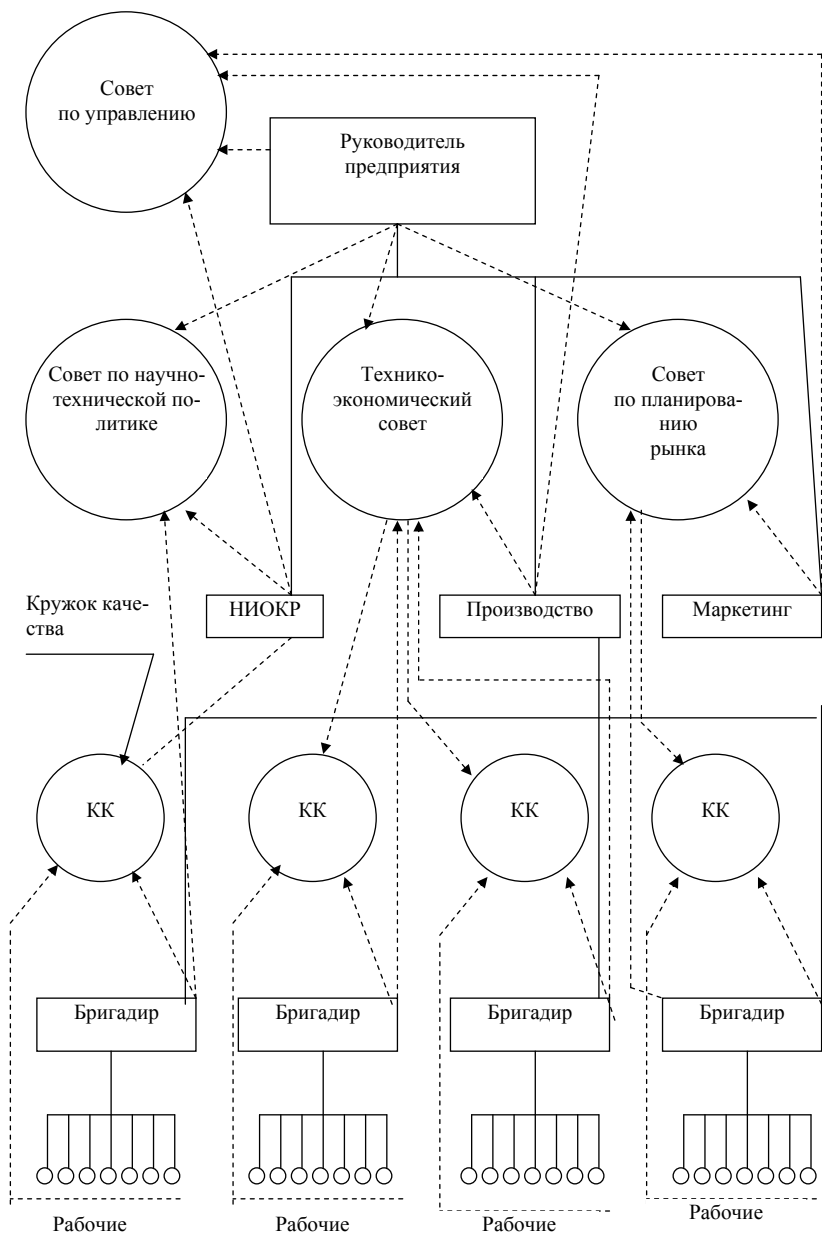 Совет
по управлению
Руководитель
предприятия
Совет по научно-
технической по-
литике
Технико-
экономический
совет
Совет
по планирова-
нию
рынка
Кружок каче-
ства
НИОКР
Производство
Маркетинг
КК
КК
КК
КК
Бригадир
Бригадир
Бригадир
Бригадир
Рабочие
Рабочие
Рабочие
Рабочие